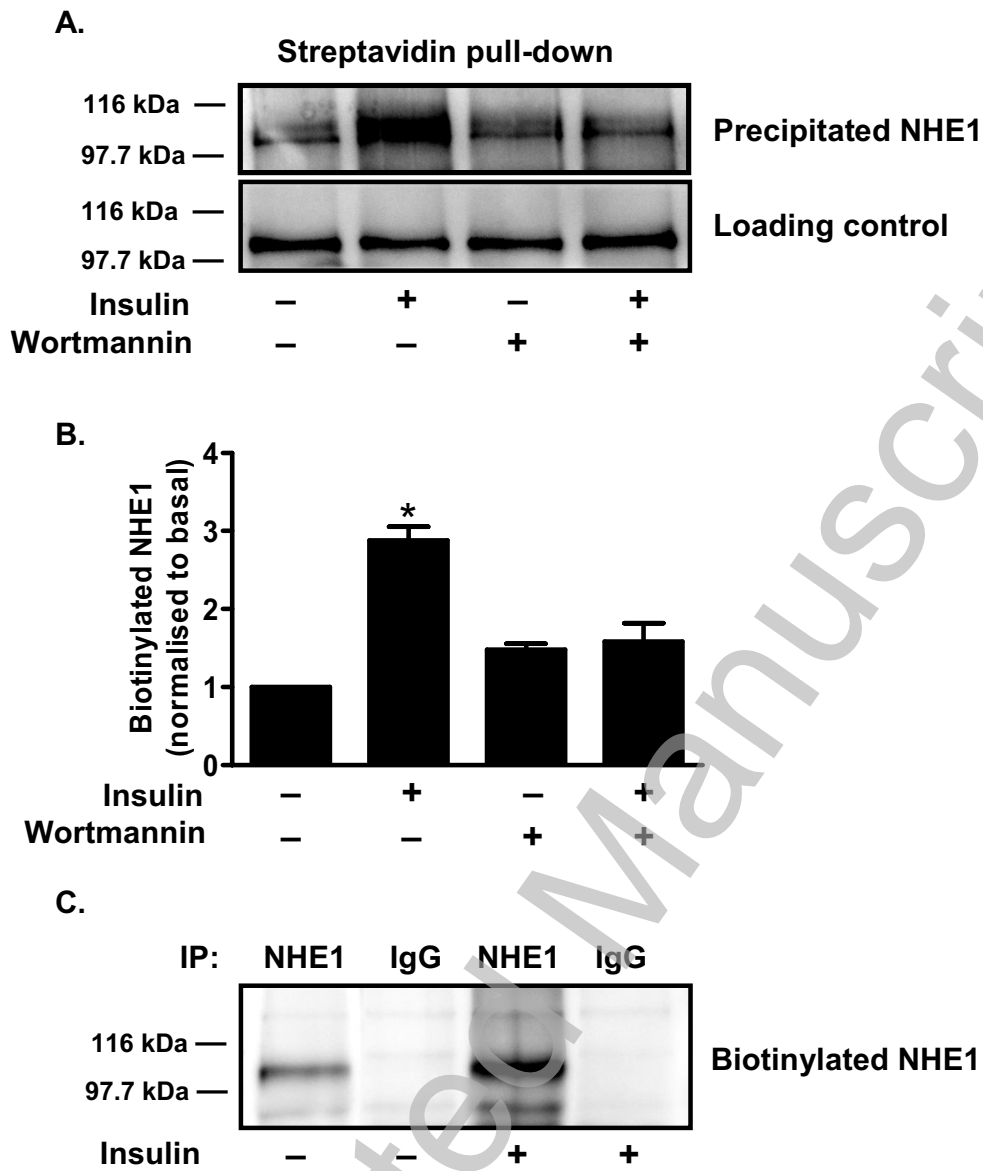 A.
Streptavidin pull-down
116 kDa
97.7 kDa
Precipitated NHE1
116 kDa
97.7 kDa
Loading control
Insulin – + – +
Wortmannin – – + +
B.
Biotinylated NHE1
(normalised to basal)
4
3
2
1
0
*
Insulin – + – +
Wortmannin – – + +
C.
IP: NHE1 IgG NHE1 IgG
116 kDa
97.7 kDa
Biotinylated NHE1
Insulin – – + +
ted Manuscri